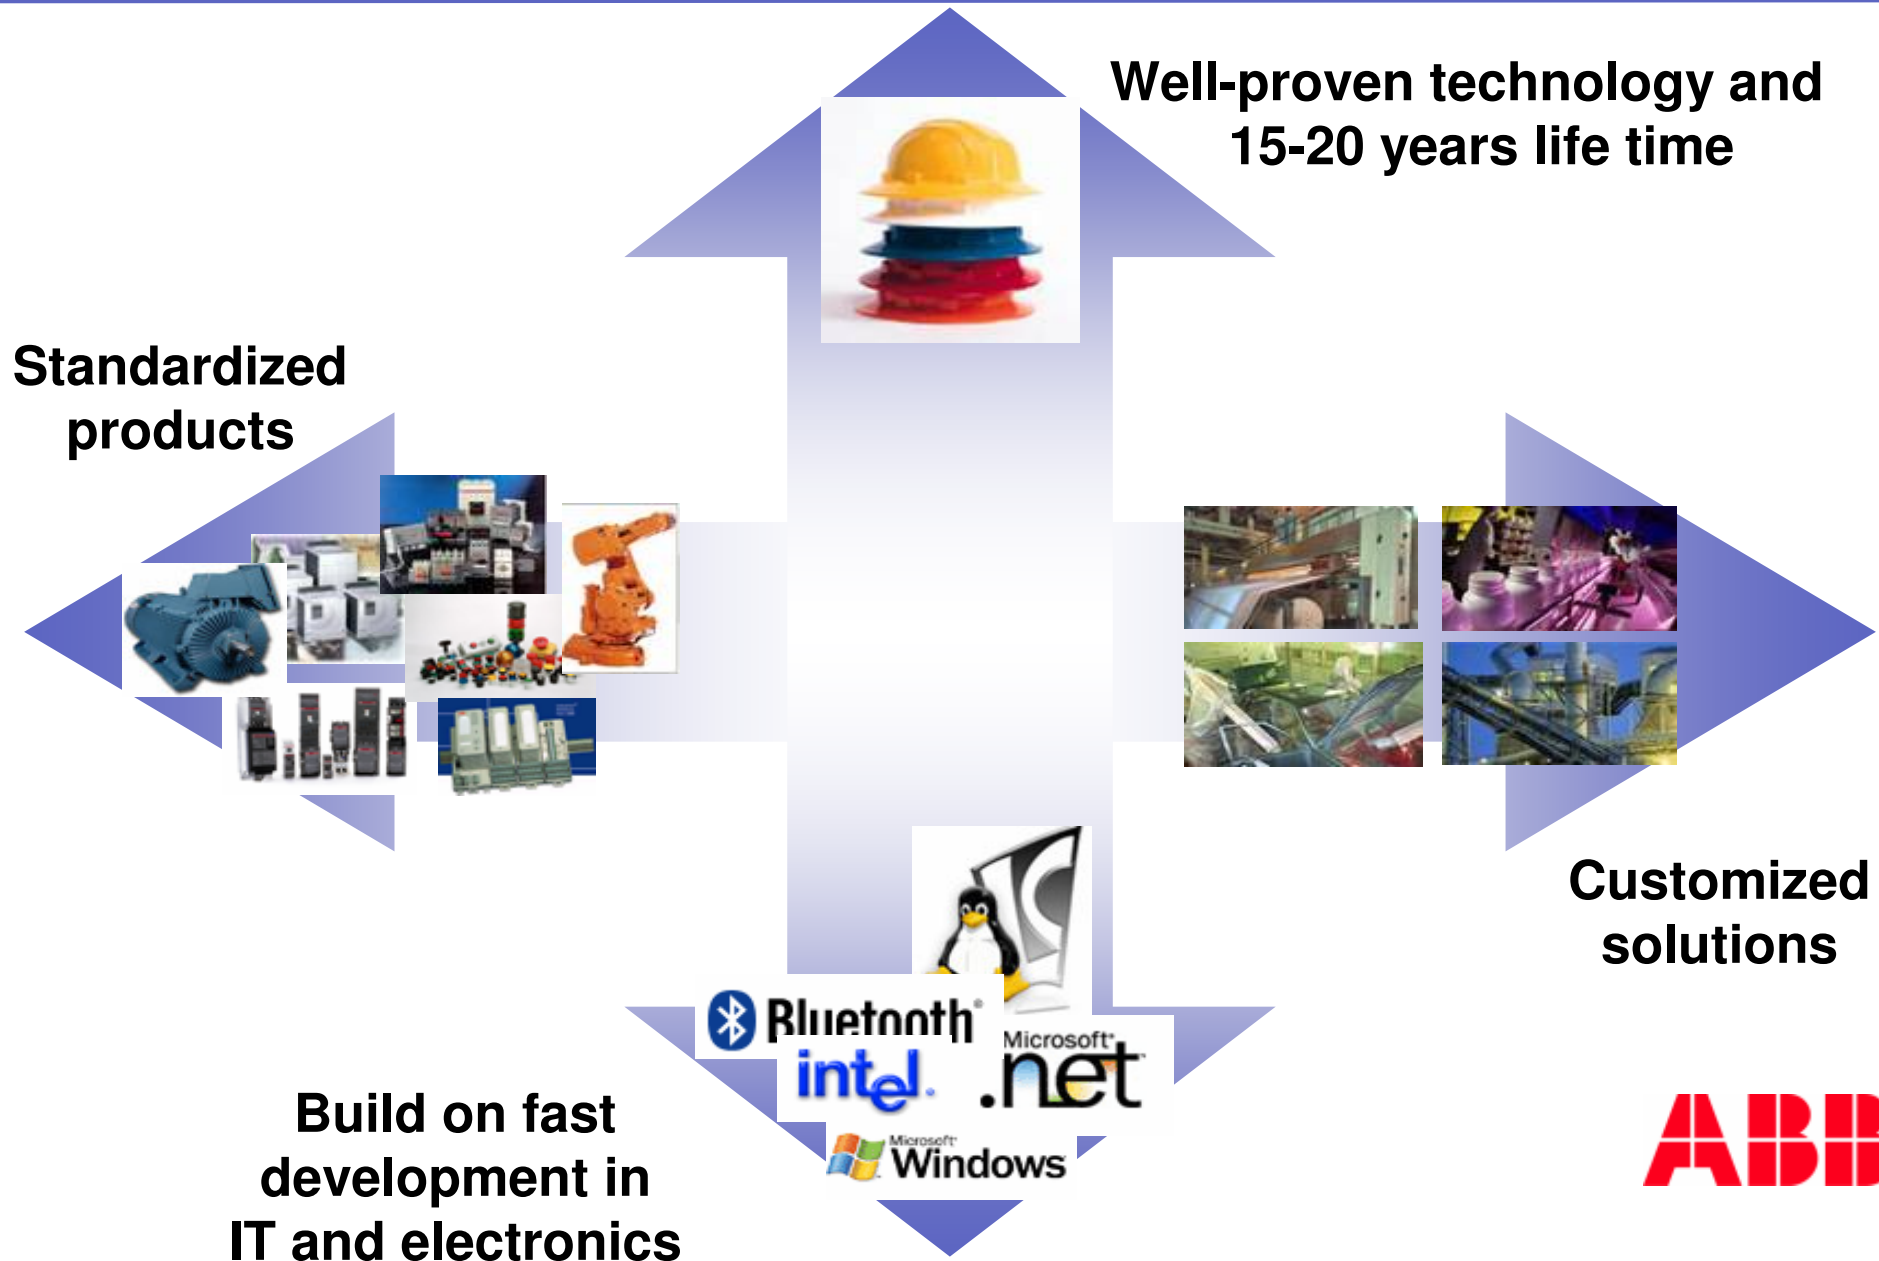 Well-proven technology and
15-20 years life time
Standardized
products
Customized
solutions
Bluetooth®
Microsoft
intel.
.net
Microsoft
Windows
Build on fast
development in
IT and electronics
ABB